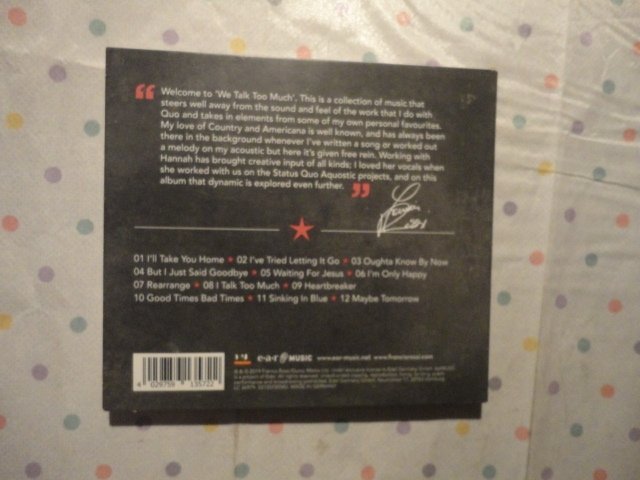 “ Welcome to 'We Talk Too Much'. This is a collection of music that
steers well away from the sound and feel of the work that I do with
Quo and takes in elements from some of my own personal favourites.
My love of Country and Americana is well known, and has always been
there in the background whenever I've written a song or worked out
a melody on my acoustic but here it's given free rein. Working with
Hannah has brought creative input of all kinds; I loved her vocals when
she worked with us on the Status Quo Aquostic projects, and on this
album that dynamic is explored even further. ”
01 I'll Take You Home ★ 02 I've Tried Letting It Go ★ 03 Oughta Know By Now
04 But I Just Said Goodbye ★ 05 Waiting For Jesus ★ 06 I'm Only Happy
07 Rearrange ★ 08 I Talk Too Much ★ 09 Heartbreaker
10 Good Times Bad Times ★ 11 Sinking In Blue ★ 12 Maybe Tomorrow
e·a·r MUSIC www.ear-music.net www.francisrossi.com
4 029759 135722